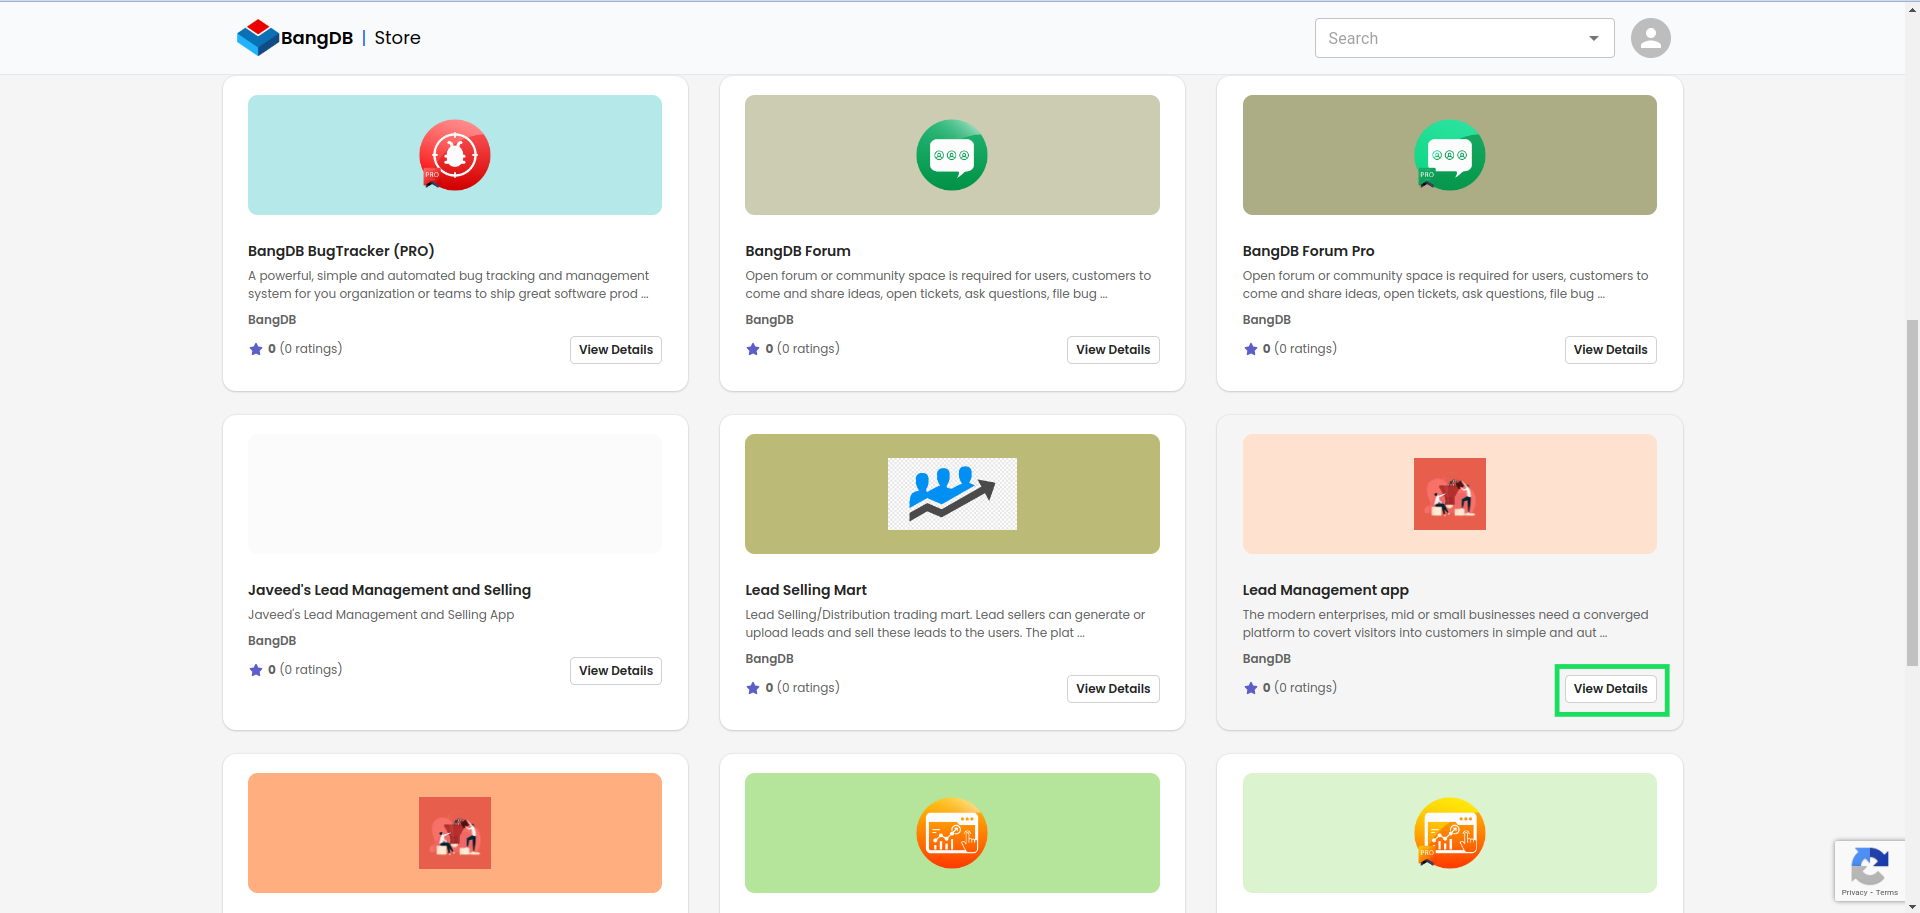 BangDB | Store
Search
PRO
PRO
BangDB BugTracker (PRO)
A powerful, simple and automated bug tracking and management
system for you organization or teams to ship great software prod ...
BangDB
0 (0 ratings)
View Details
BangDB Forum
Open forum or community space is required for users, customers to
come and share ideas, open tickets, ask questions, file bug ...
BangDB
0 (0 ratings)
View Details
BangDB Forum Pro
Open forum or community space is required for users, customers to
come and share ideas, open tickets, ask questions, file bug ...
BangDB
0 (0 ratings)
View Details
Javeed's Lead Management and Selling
Javeed's Lead Management and Selling App
BangDB
0 (0 ratings)
View Details
Lead Selling Mart
Lead Selling/Distribution trading mart. Lead sellers can generate or
upload leads and sell these leads to the users. The plat ...
BangDB
0 (0 ratings)
View Details
Lead Management app
The modern enterprises, mid or small businesses need a converged
platform to covert visitors into customers in simple and aut ...
BangDB
0 (0 ratings)
View Details
PRO
Privacy - Terms